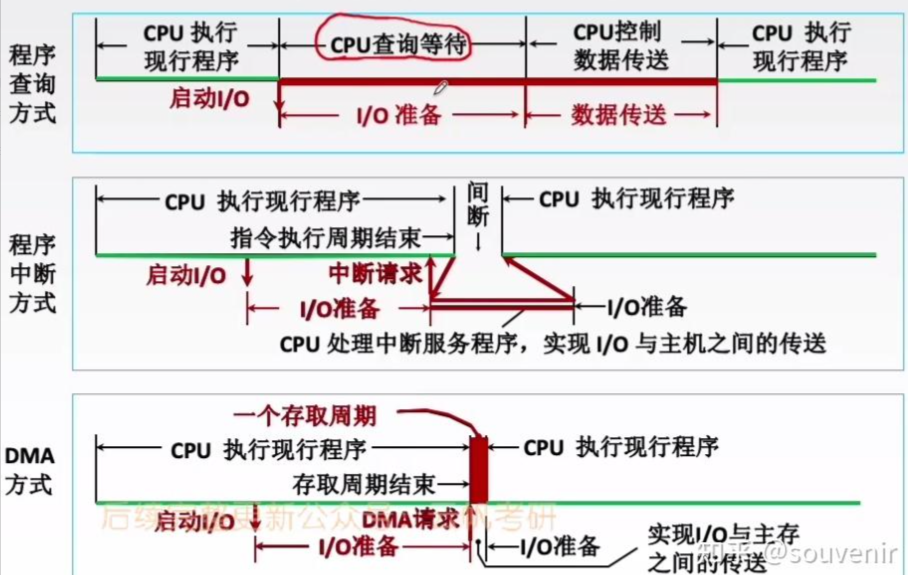 程序
查询
方式
CPU 执行
现行程序
CPU查询等待
CPU控制
数据传送
CPU 执行
现行程序
启动I/O
I/O 准备
数据传送
程序
中断
方式
CPU 执行现行程序
间
断
CPU 执行现行程序
指令执行周期结束
启动I/O
中断请求
I/O准备
I/O准备
CPU 处理中断服务程序，实现 I/O 与主机之间的传送
DMA
方式
一个存取周期
CPU 执行现行程序
CPU 执行现行程序
存取周期结束
启动I/O
DMA请求
I/O准备
I/O准备
实现I/O与主存
之间的传送
知乎 @souvenir